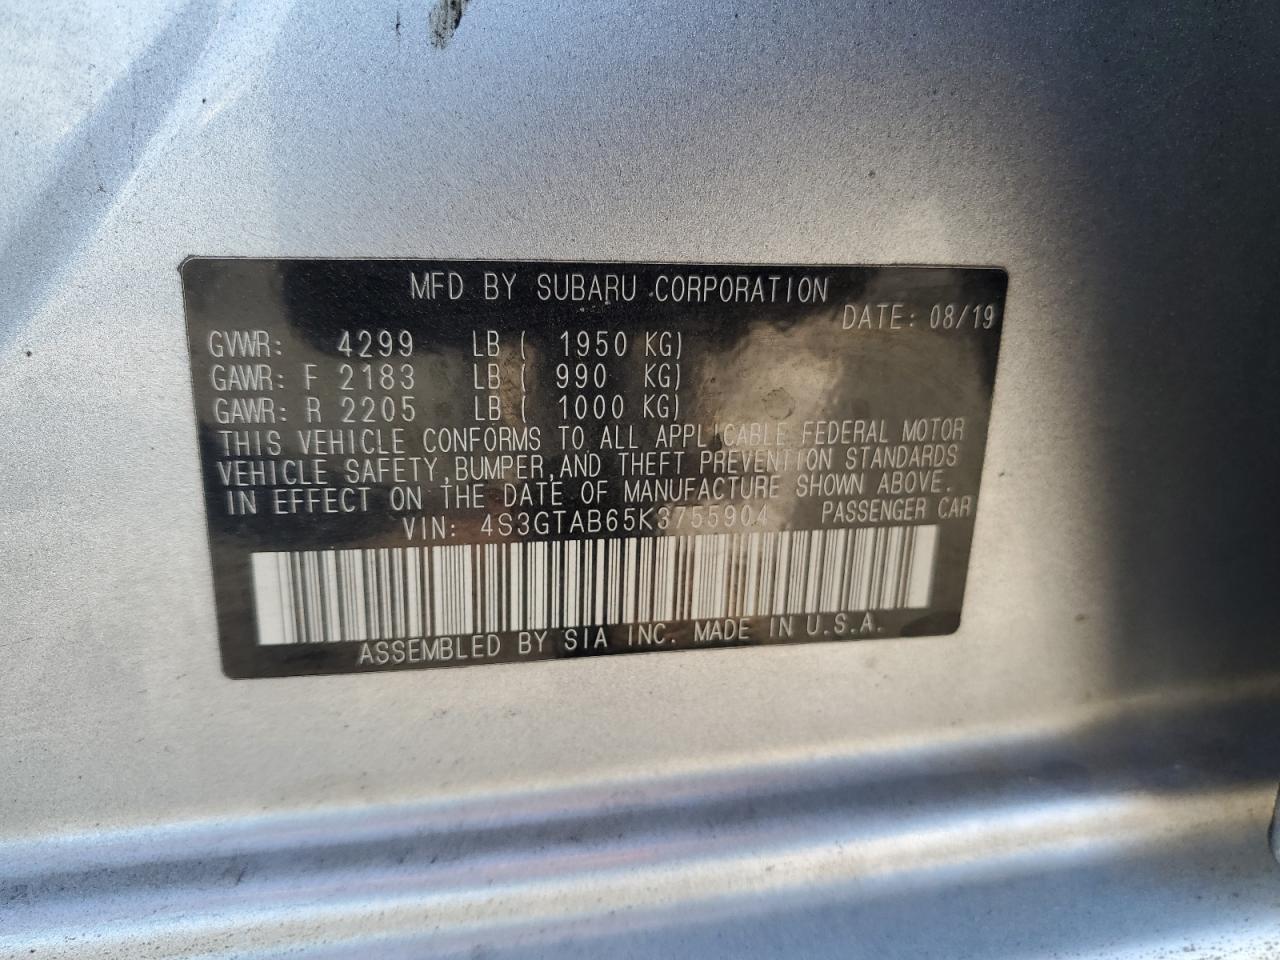 MFD BY SUBARU CORPORATION
DATE: 08/19
GVWR: 4299 LB ( 1950 KG)
GAWR: F 2183 LB ( 990 KG)
GAWR: R 2205 LB ( 1000 KG)
THIS VEHICLE CONFORMS TO ALL APPLICABLE FEDERAL MOTOR
VEHICLE SAFETY, BUMPER, AND THEFT PREVENTION STANDARDS
IN EFFECT ON THE DATE OF MANUFACTURE SHOWN ABOVE.
VIN: 4S3GTAB65K3755904 PASSENGER CAR
ASSEMBLED BY SIA INC. MADE IN U.S.A.